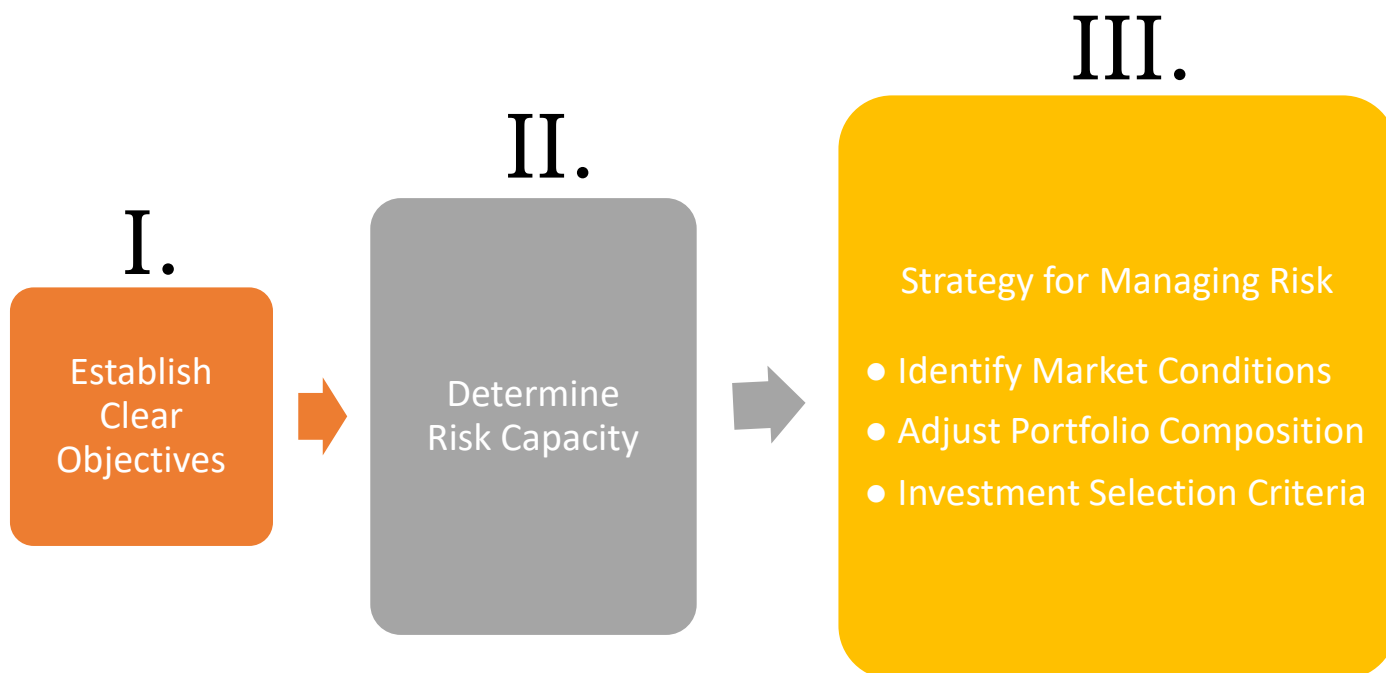 I.
Establish
Clear
Objectives
II.
Determine
Risk Capacity
III.
Strategy for Managing Risk
● Identify Market Conditions
● Adjust Portfolio Composition
● Investment Selection Criteria